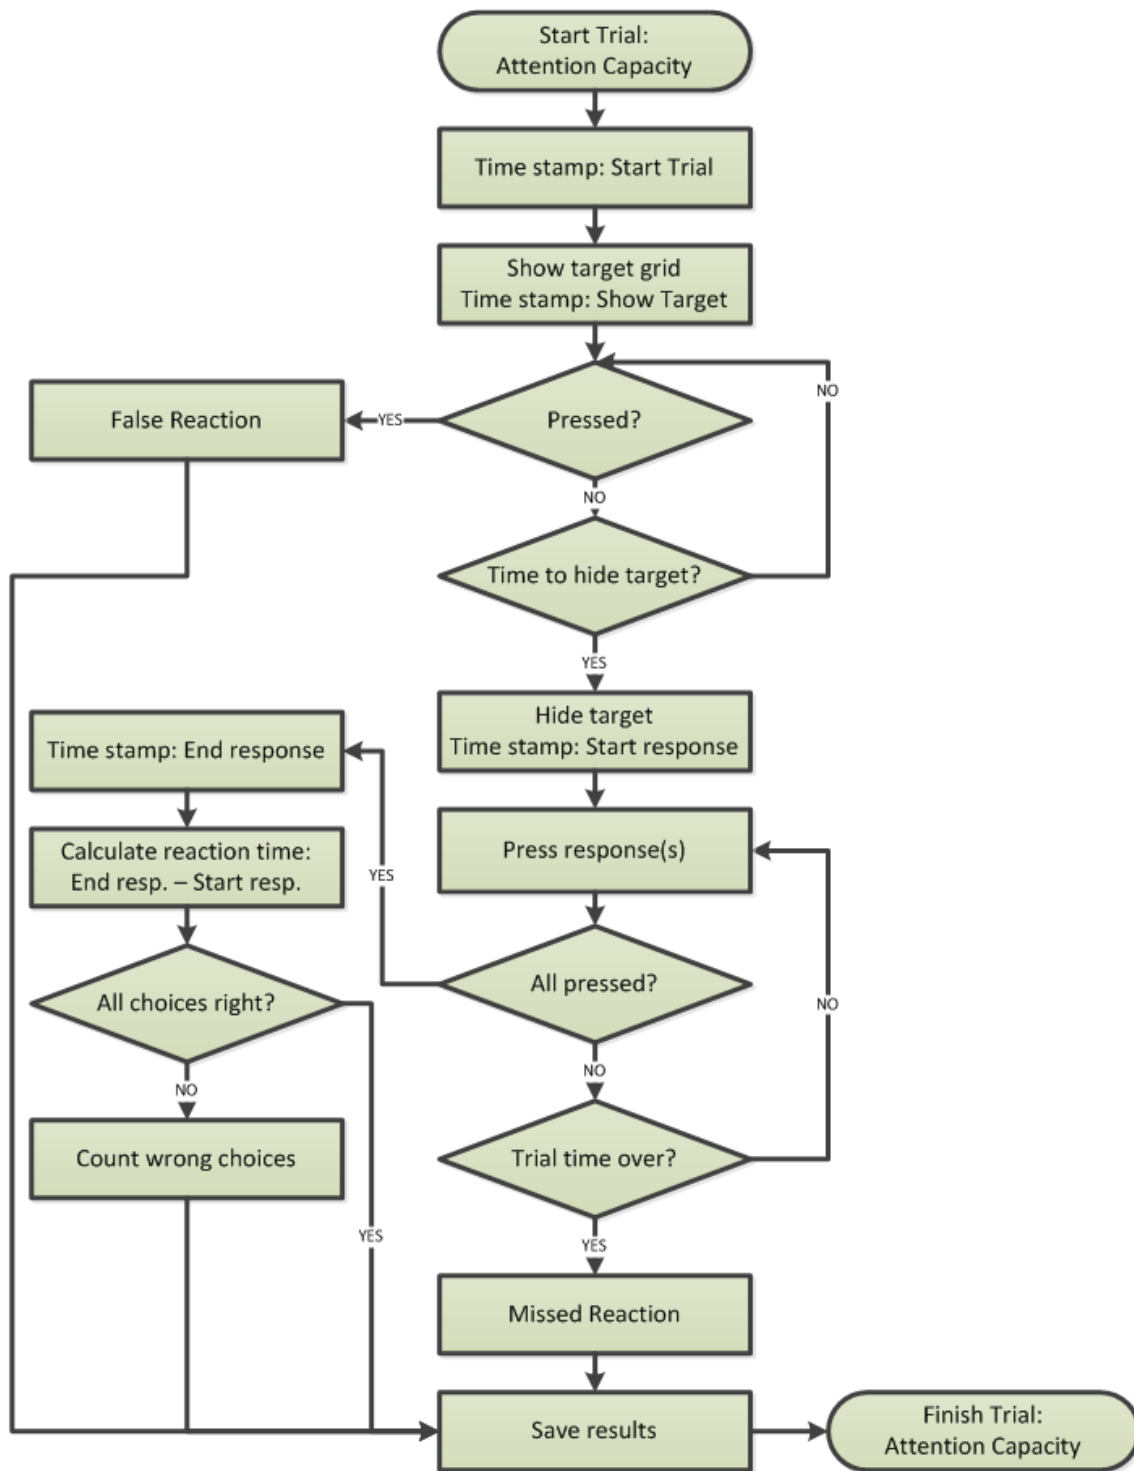 Start Trial:
Attention Capacity
Time stamp: Start Trial
Show target grid
Time stamp: Show Target
NO
False Reaction
YES
Pressed?
NO
Time to hide target?
YES
Hide target
Time stamp: Start response
Time stamp: End response
Press response(s)
Calculate reaction time:
End resp. – Start resp.
YES
All pressed?
All choices right?
NO
NO
NO
Count wrong choices
Trial time over?
YES
YES
Missed Reaction
Save results
Finish Trial:
Attention Capacity